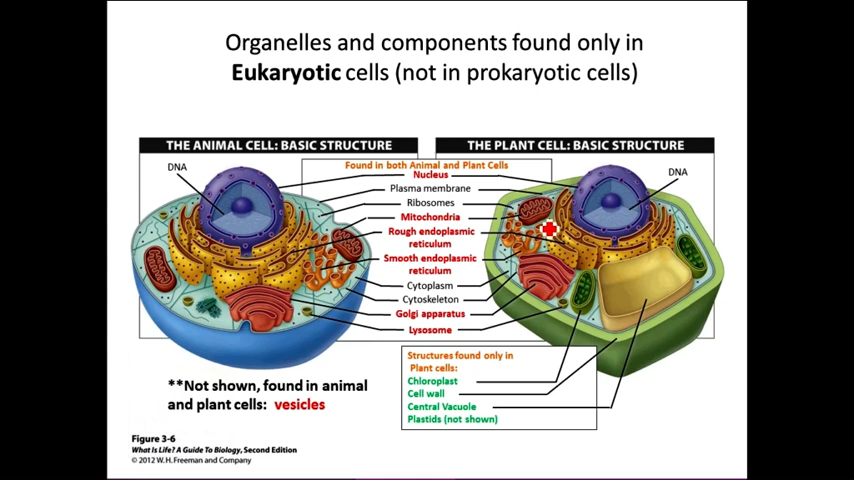 Organelles and components found only in
Eukaryotic cells (not in prokaryotic cells)
THE ANIMAL CELL: BASIC STRUCTURE
THE PLANT CELL: BASIC STRUCTURE
DNA
Found in both Animal and Plant Cells
Nucleus
Plasma membrane
Ribosomes
Mitochondria
Rough endoplasmic
reticulum
Smooth endoplasmic
reticulum
Cytoplasm
Cytoskeleton
Golgi apparatus
Lysosome
DNA
Structures found only in
Plant cells:
Chloroplast
Cell wall
Central Vacuole
Plastids (not shown)
**Not shown, found in animal
and plant cells: vesicles
Figure 3-6
What Is Life? A Guide To Biology, Second Edition
© 2012 W. H. Freeman and Company